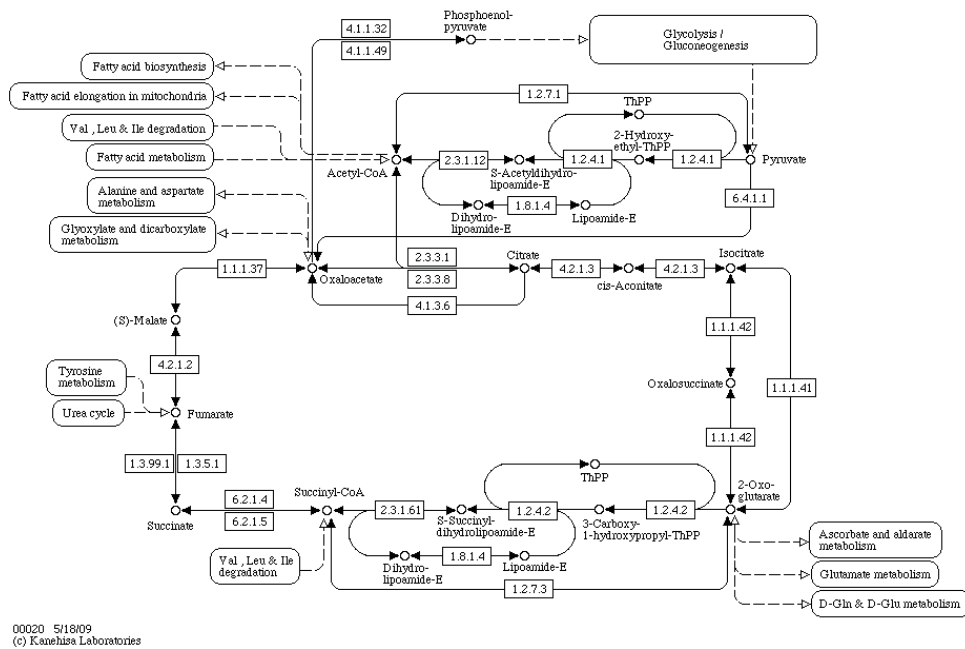 Phosphoenol-
pyruvate
4.1.1.32
4.1.1.49
Glycolysis /
Gluconeogenesis
Fatty acid biosynthesis
Fatty acid elongation in mitochondria
Val , Leu & Ile degradation
Fatty acid metabolism
1.2.7.1
ThPP
2-Hydroxy-
ethyl-ThPP
Acetyl-CoA
2.3.1.12
S-Acetyldihydro-
lipoamide-E
1.2.4.1
1.2.4.1
Pyruvate
Alanine and aspartate
metabolism
Dihydro-
lipoamide-E
1.8.1.4
Lipoamide-E
6.4.1.1
Glyoxylate and dicarboxylate
metabolism
1.1.1.37
Oxaloacetate
2.3.3.1
2.3.3.8
Citrate
4.2.1.3
cis-Aconitate
4.2.1.3
Isocitrate
4.1.3.6
(S)-Malate
1.1.1.42
4.2.1.2
Tyrosine
metabolism
Oxalosuccinate
1.1.1.41
Urea cycle
Fumarate
1.1.1.42
1.3.99.1
1.3.5.1
ThPP
2-Oxo-
glutarate
Succinate
6.2.1.4
6.2.1.5
Succinyl-CoA
2.3.1.61
S-Succinyl-
dihydrolipoamide-E
1.2.4.2
3-Carboxy-
1-hydroxypropyl-ThPP
1.2.4.2
Val , Leu & Ile
degradation
Dihydro-
lipoamide-E
1.8.1.4
Lipoamide-E
1.2.7.3
Ascorbate and aldarate
metabolism
Glutamate metabolism
D-Gln & D-Glu metabolism
00020 5/18/09
(c) Kanehisa Laboratories